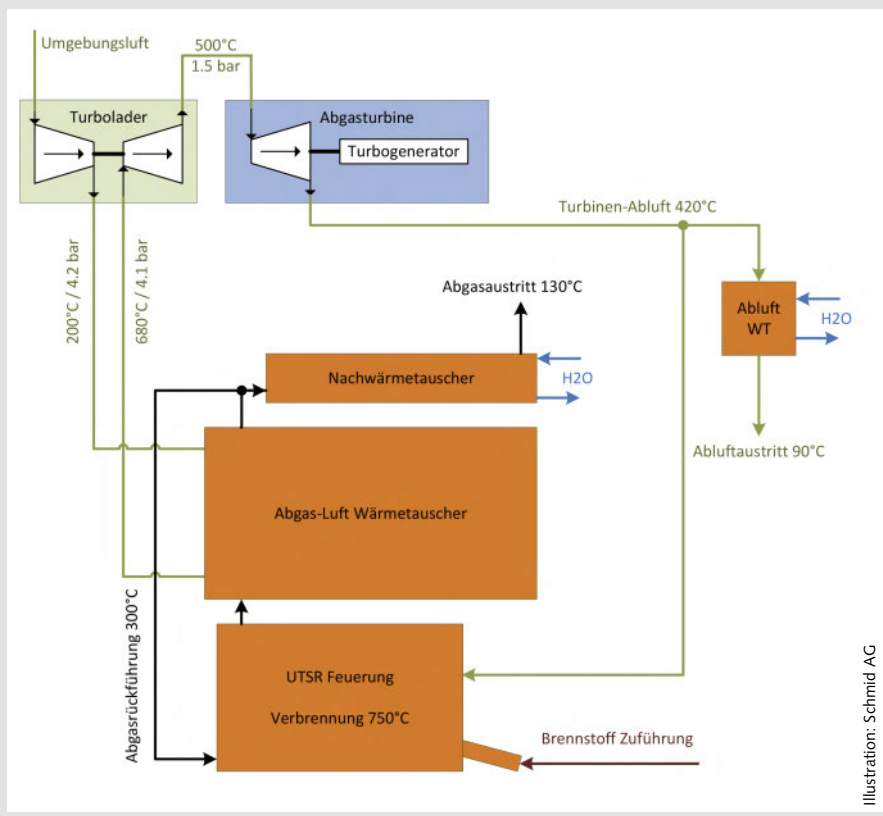 Umgebungsluft
500°C
1.5 bar
Turbolader
Abgasturbine
Turbogenerator
Turbinen-Abluft 420°C
200°C / 4.2 bar
680°C / 4.1 bar
Abgasaustritt 130°C
Abluft
WT
H2O
Nachwärmetauscher
H2O
Abluftaustritt 90°C
Abgas-Luft Wärmetauscher
Abgasrückführung 300°C
UTSR Feuerung
Verbrennung 750°C
Brennstoff Zuführung
Illustration: Schmid AG